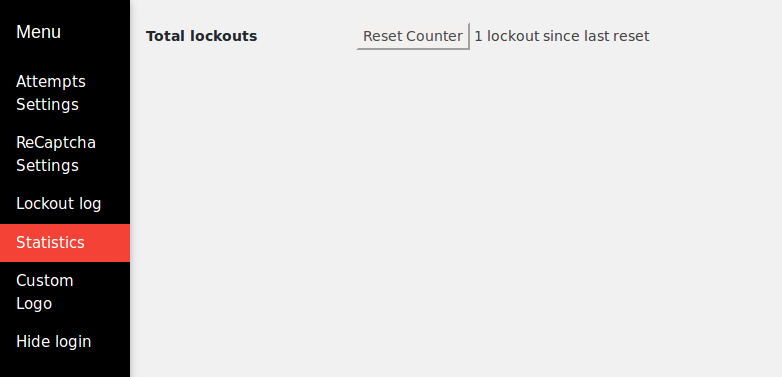 Menu
Attempts
Settings
ReCaptcha
Settings
Lockout log
Statistics
Custom
Logo
Hide login
Total lockouts Reset Counter 1 lockout since last reset